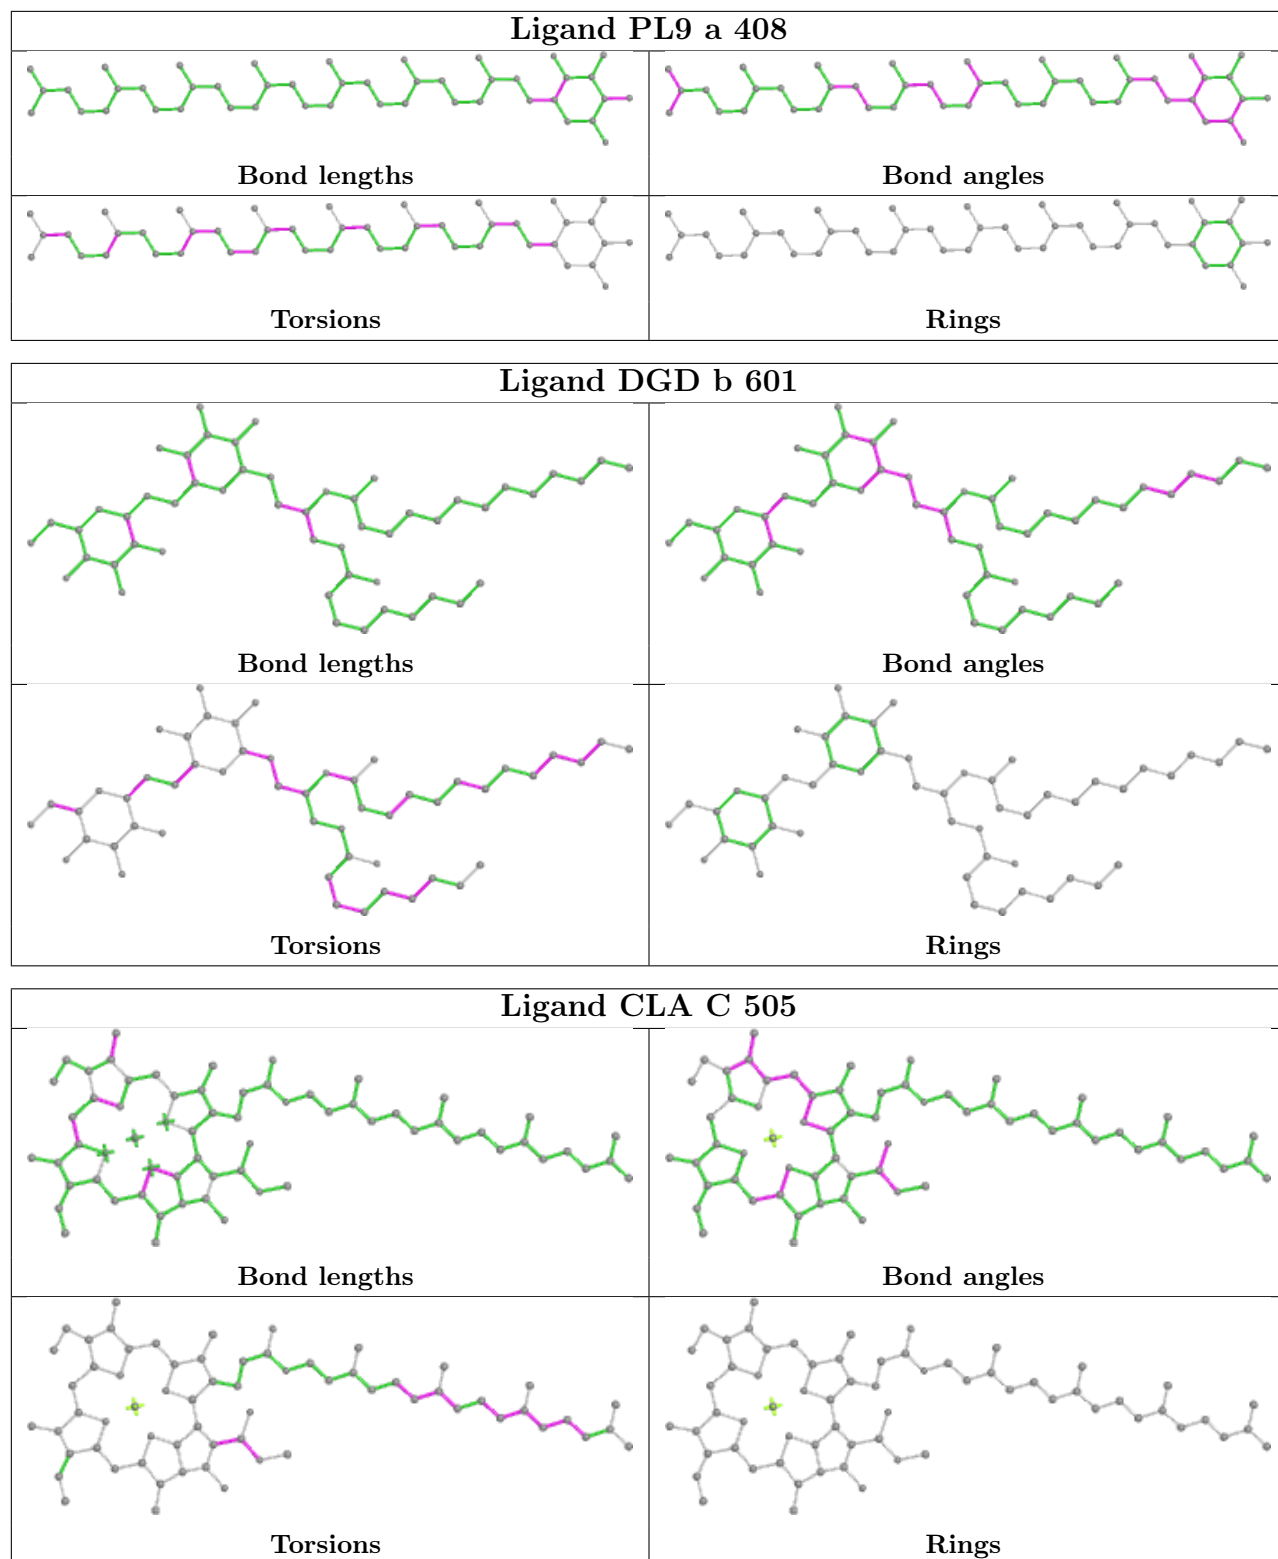 Ligand PL9 a 408
Bond lengths
Bond angles
Torsions
Rings
Ligand DGD b 601
Bond lengths
Bond angles
Torsions
Rings
Ligand CLA C 505
Bond lengths
Bond angles
Torsions
Rings